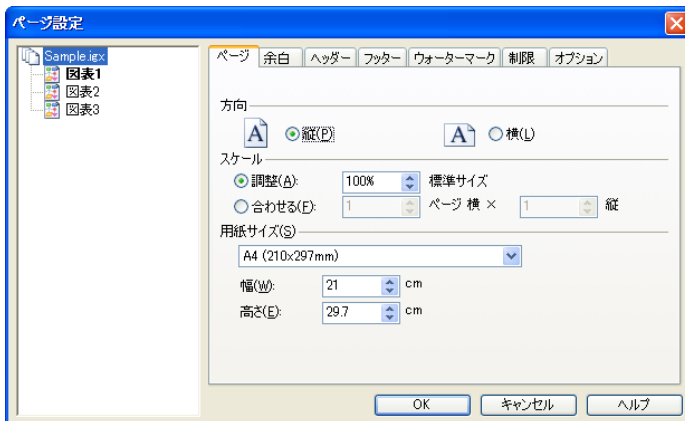 ページ設定
Sample.igx
図表1
図表2
図表3
ページ 余白 ヘッダー フッター ウォーターマーク 制限 オプション
方向
A 縦(P) A 横(L)
スケール
調整(A): 100% 標準サイズ
合わせる(F): 1 ページ 横 × 1 縦
用紙サイズ(S)
A4 (210x297mm)
幅(W): 21 cm
高さ(E): 29.7 cm
OK キャンセル ヘルプ